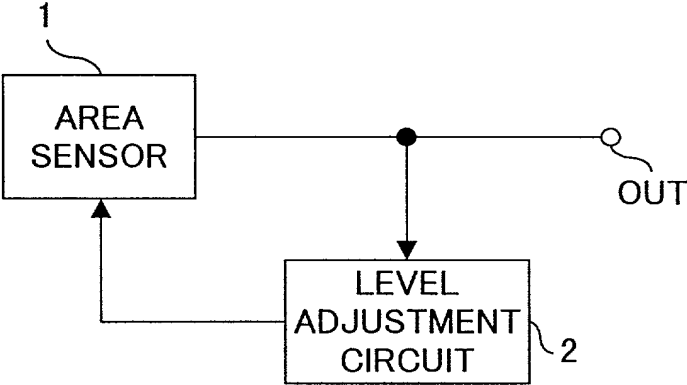 1
AREA
SENSOR
OUT
LEVEL
ADJUSTMENT
CIRCUIT
2